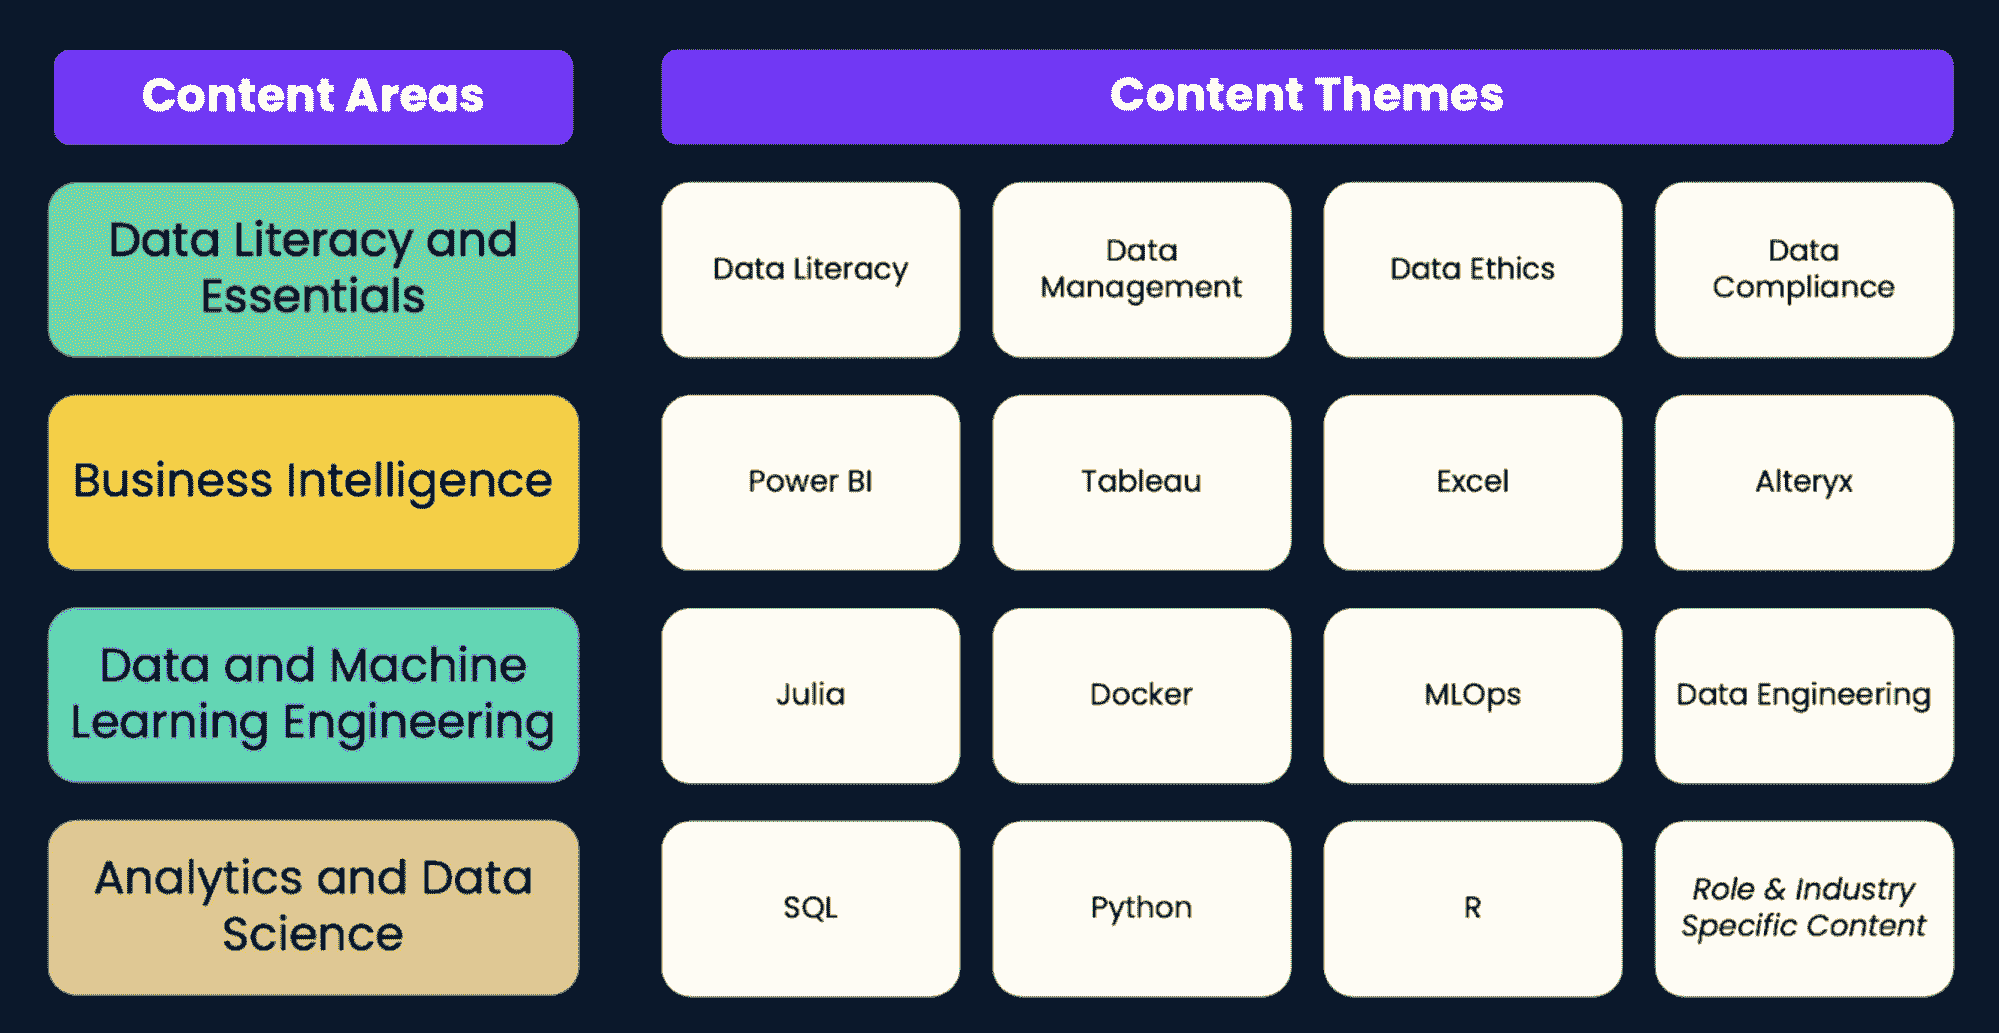 Content Areas
Content Themes
Data Literacy and
Essentials
Data Literacy
Data
Management
Data Ethics
Data
Compliance
Business Intelligence
Power BI
Tableau
Excel
Alteryx
Data and Machine
Learning Engineering
Julia
Docker
MLOps
Data Engineering
Analytics and Data
Science
SQL
Python
R
Role & Industry
Specific Content